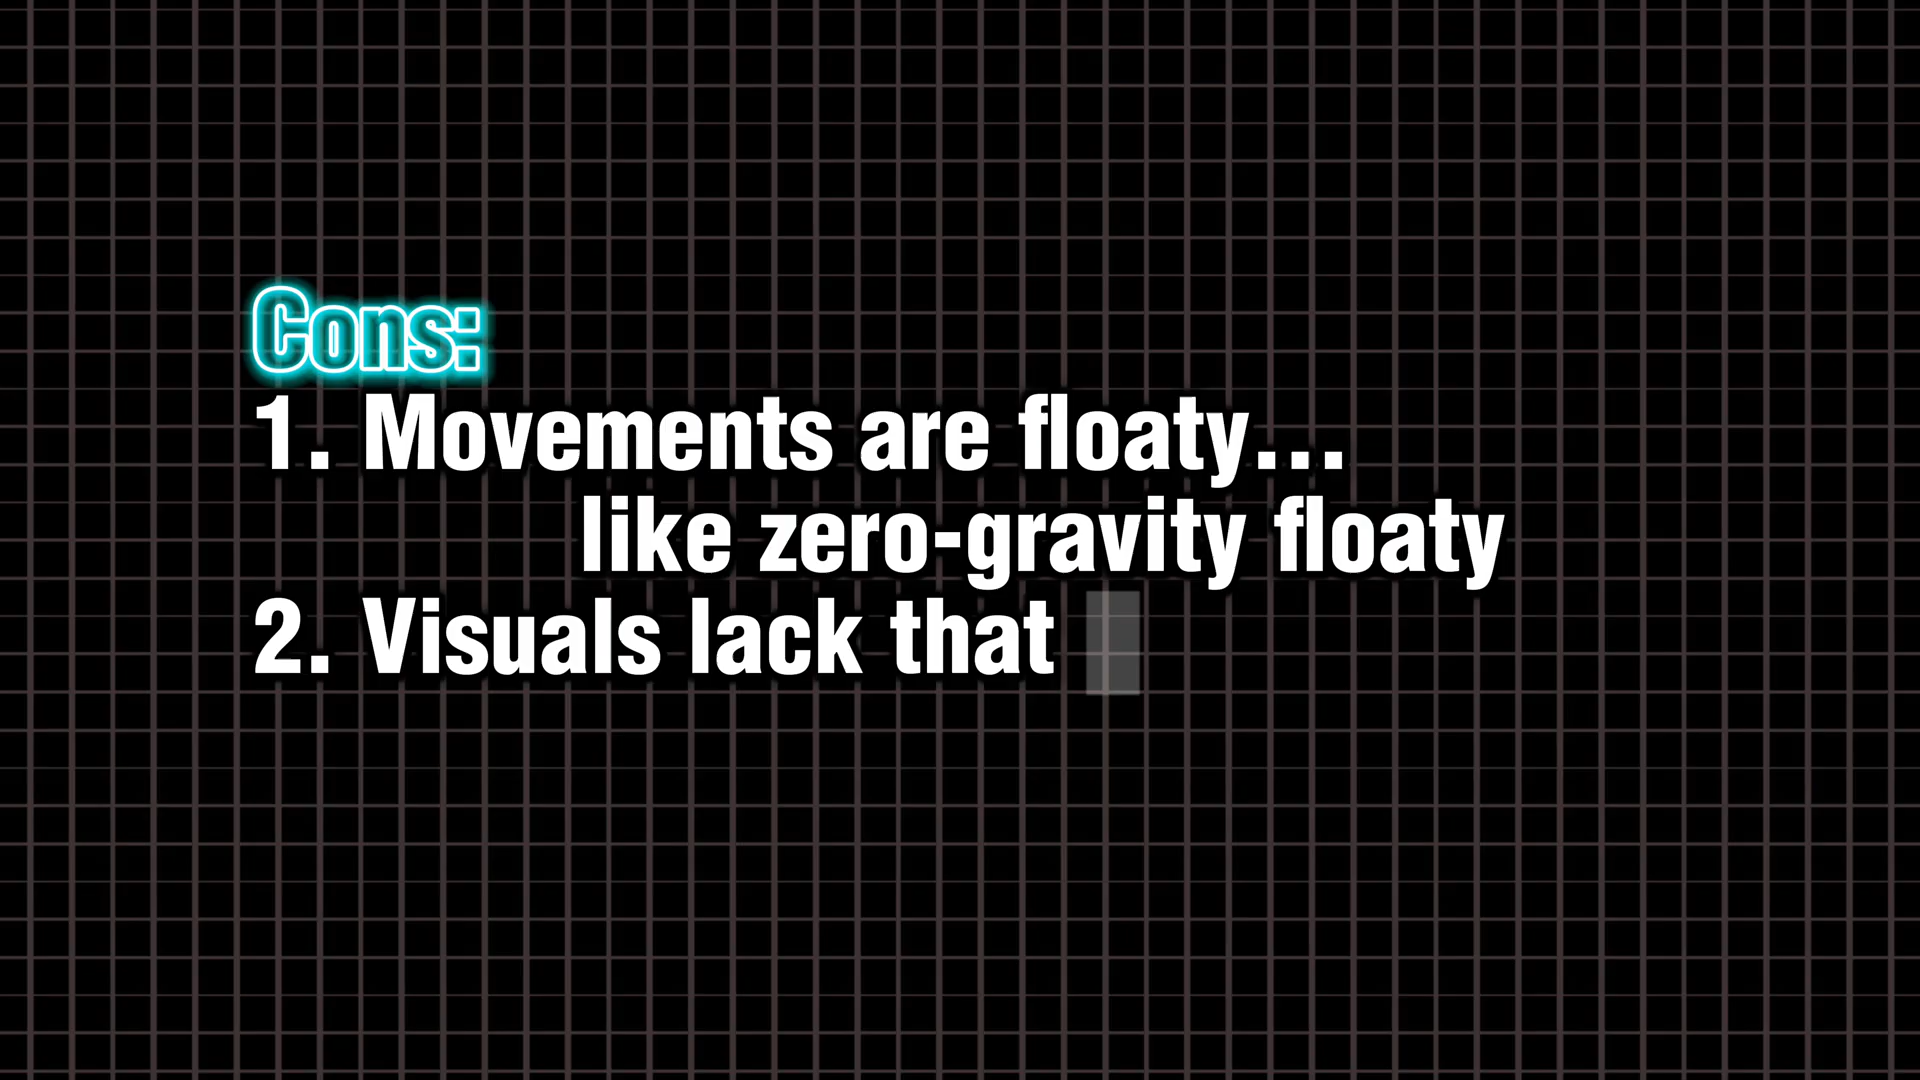 Cons:
1. Movements are floaty...
like zero-gravity floaty
2. Visuals lack that